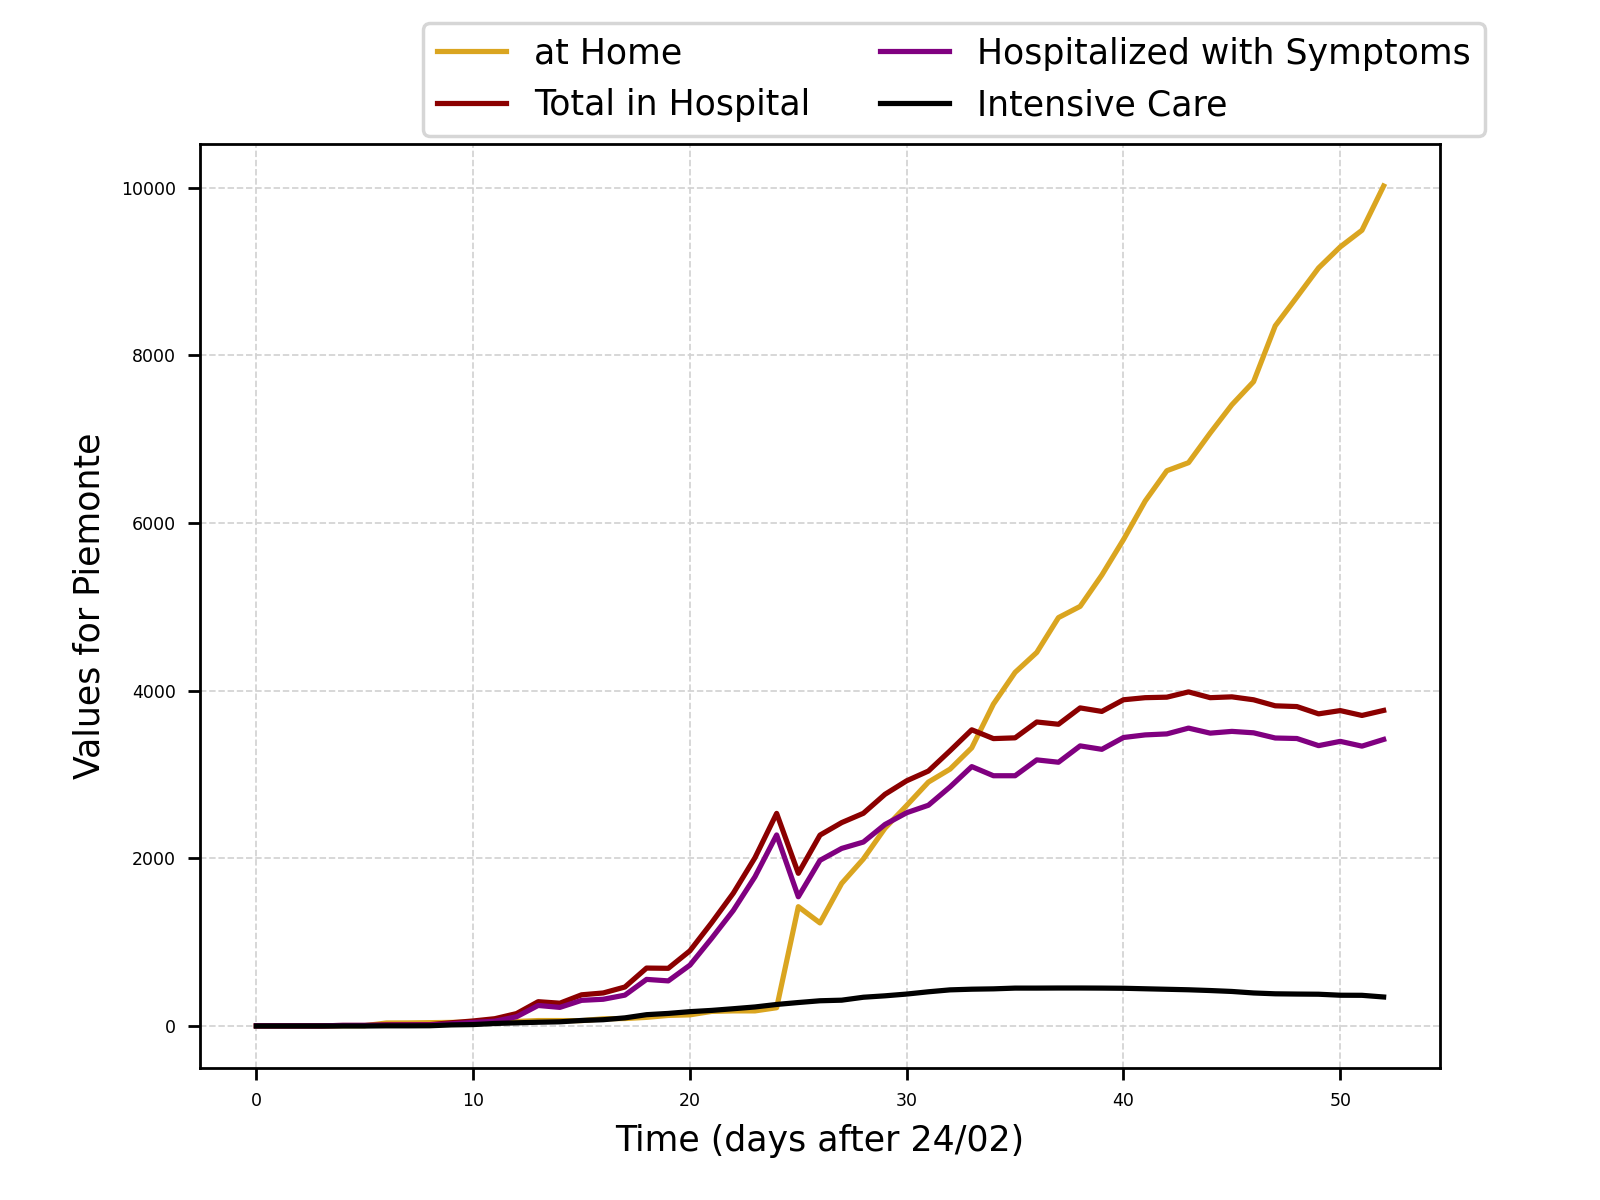 at Home
Hospitalized with Symptoms
Total in Hospital
Intensive Care
10000
8000
6000
4000
2000
0
Values for Piemonte
0 10 20 30 40 50
Time (days after 24/02)